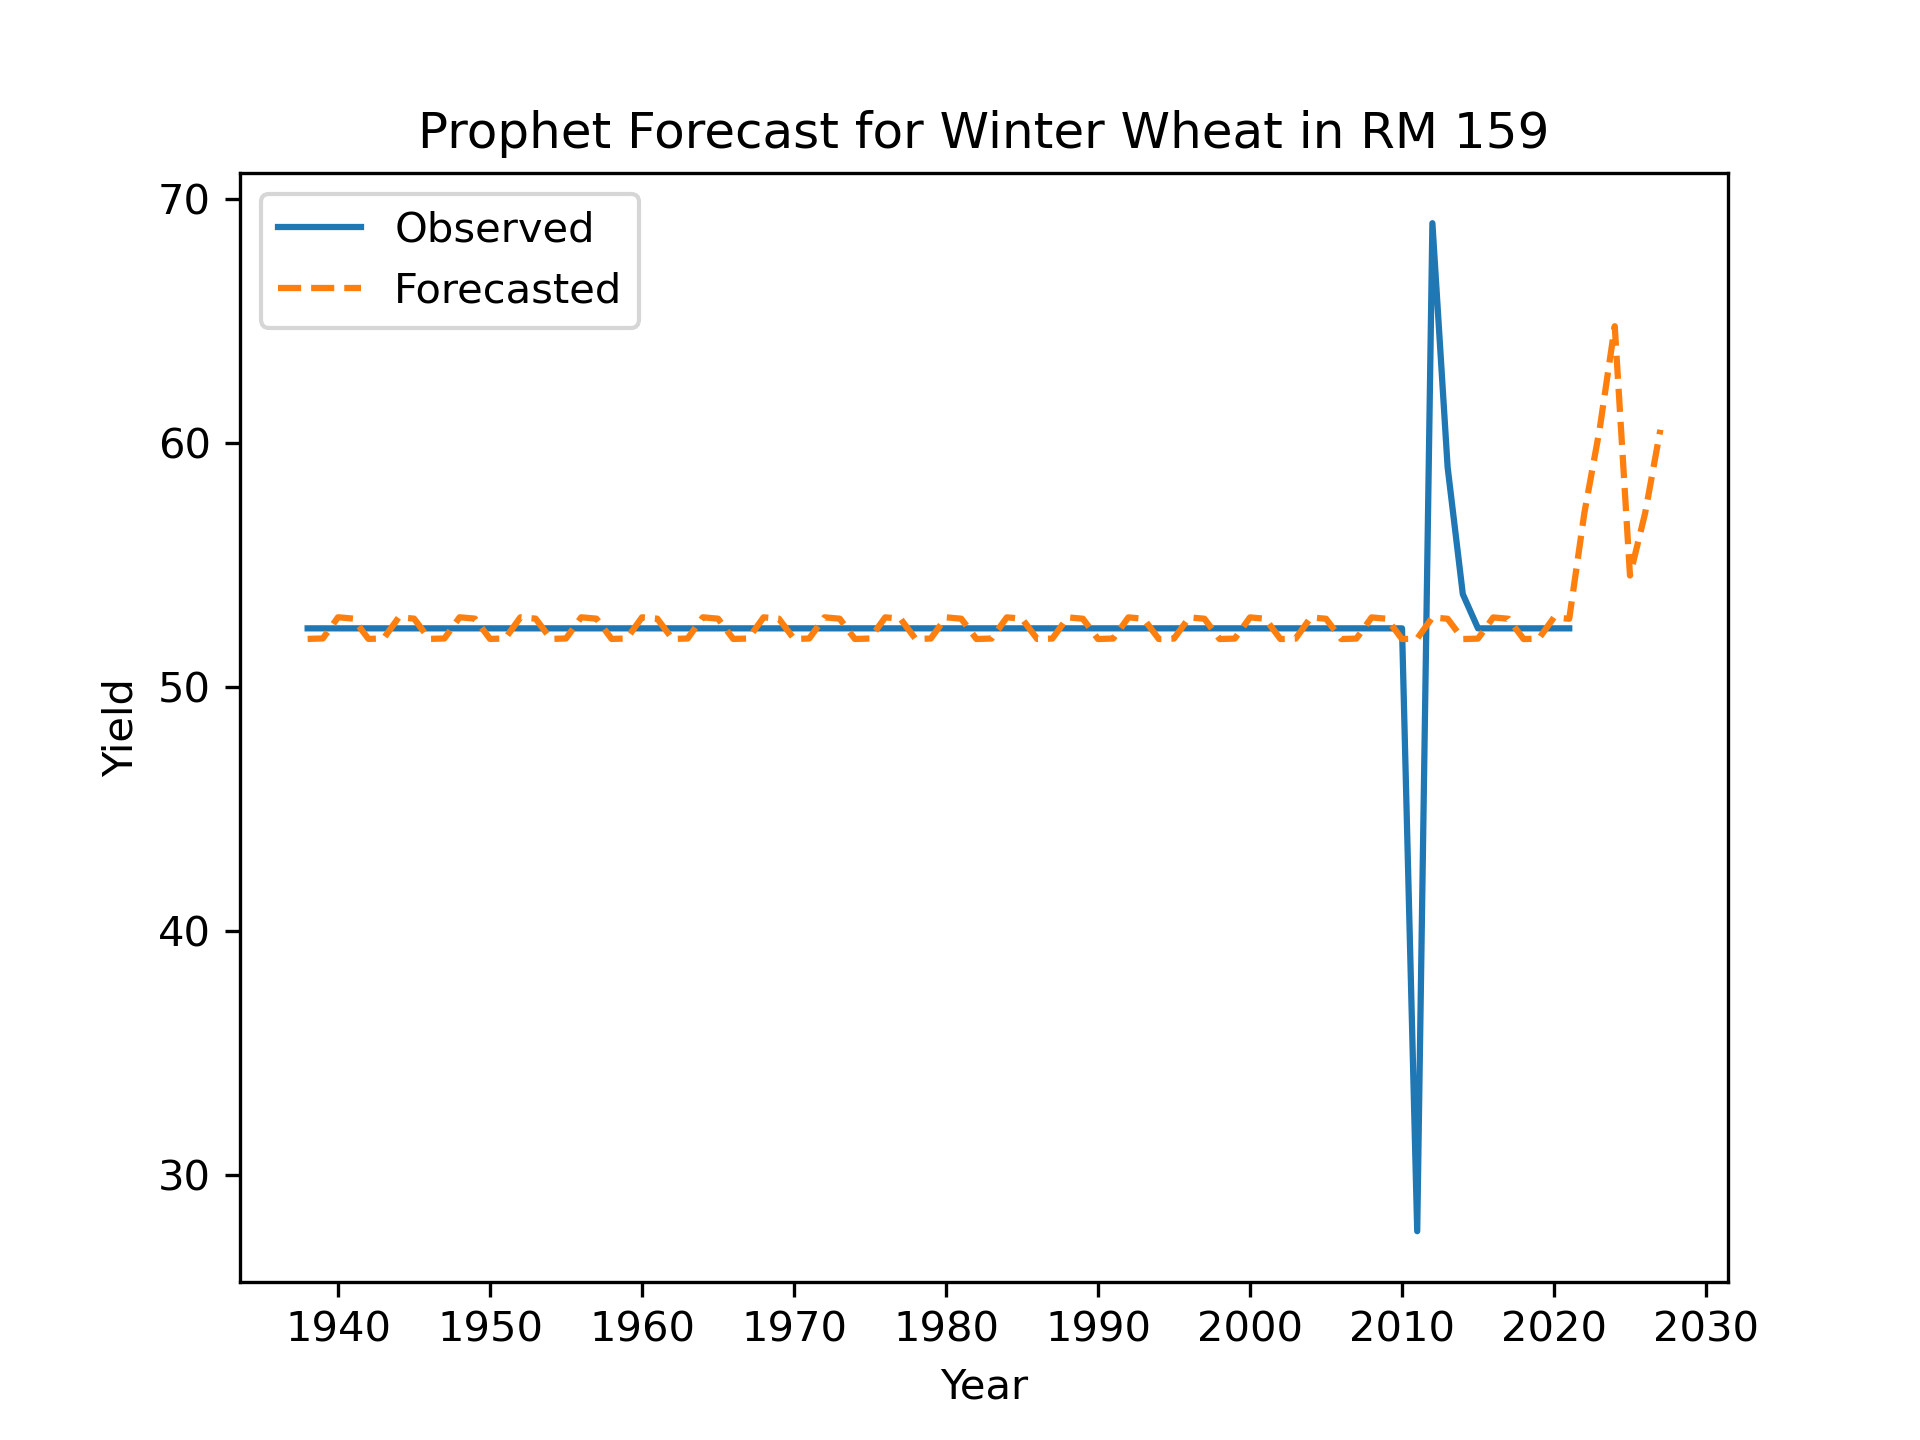 Prophet Forecast for Winter Wheat in RM 159
Observed
Forecasted
70
60
50
40
30
Yield
1940 1950 1960 1970 1980 1990 2000 2010 2020 2030
Year